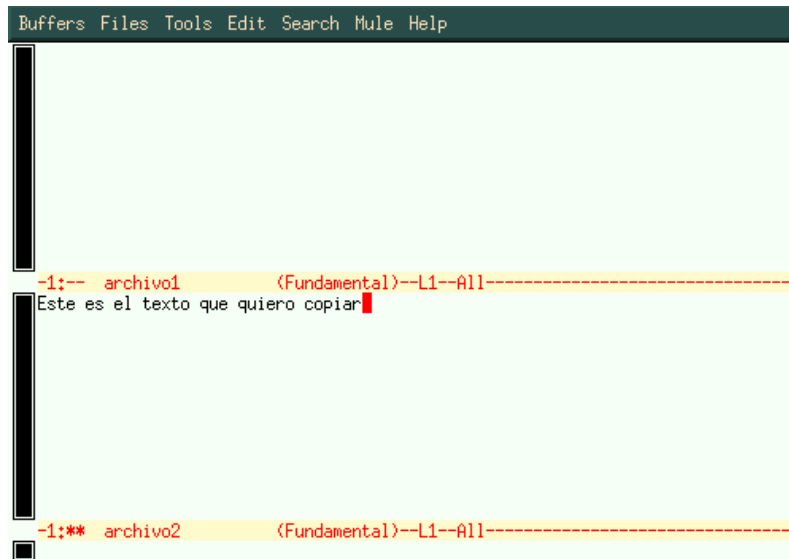 Buffers Files Tools Edit Search Mule Help
-1:-- archivo1 (Fundamental)--L1--All--------------------------------
Este es el texto que quiero copiar
-1:** archivo2 (Fundamental)--L1--All--------------------------------